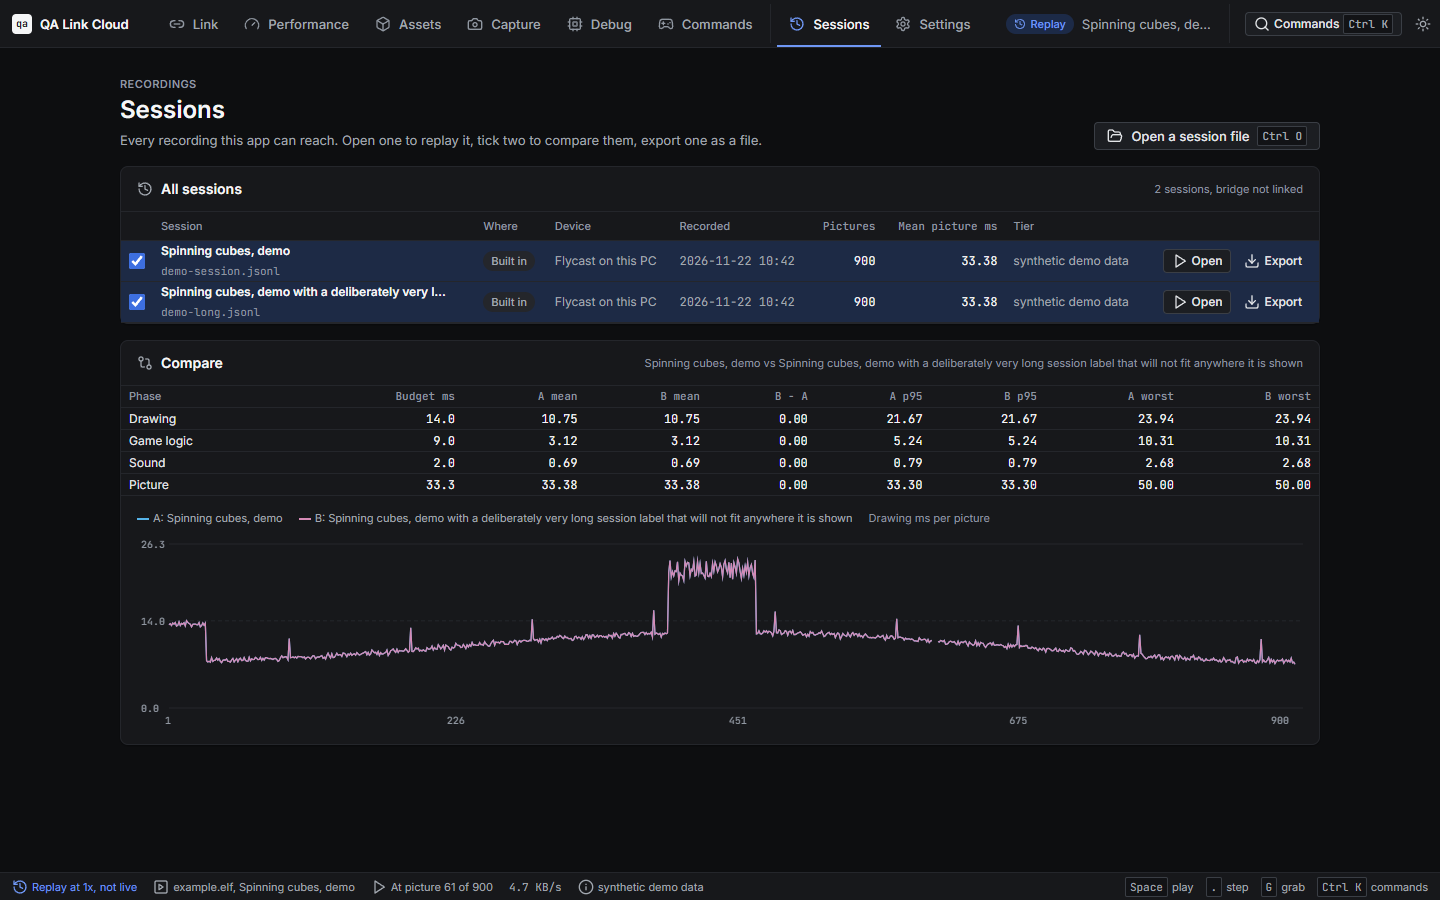 qa QA Link Cloud Link Performance Assets Capture Debug Commands Sessions Settings Replay Spinning cubes, de... Commands Ctrl K
RECORDINGS
Sessions
Every recording this app can reach. Open one to replay it, tick two to compare them, export one as a file.
Open a session file Ctrl O
All sessions 2 sessions, bridge not linked
Session Where Device Recorded Pictures Mean picture ms Tier
Spinning cubes, demo
demo-session.jsonl Built in Flycast on this PC 2026-11-22 10:42 900 33.38 synthetic demo data Open Export
Spinning cubes, demo with a deliberately very l...
demo-long.jsonl Built in Flycast on this PC 2026-11-22 10:42 900 33.38 synthetic demo data Open Export
Compare Spinning cubes, demo vs Spinning cubes, demo with a deliberately very long session label that will not fit anywhere it is shown
Phase Budget ms A mean B mean B - A A p95 B p95 A worst B worst
Drawing 14.0 10.75 10.75 0.00 21.67 21.67 23.94 23.94
Game logic 9.0 3.12 3.12 0.00 5.24 5.24 10.31 10.31
Sound 2.0 0.69 0.69 0.00 0.79 0.79 2.68 2.68
Picture 33.3 33.38 33.38 0.00 33.30 33.30 50.00 50.00
A: Spinning cubes, demo B: Spinning cubes, demo with a deliberately very long session label that will not fit anywhere it is shown Drawing ms per picture
26.3
14.0
0.0
1 226 451 675 900
Replay at 1x, not live example.elf, Spinning cubes, demo At picture 61 of 900 4.7 KB/s synthetic demo data Space play . step G grab Ctrl K commands